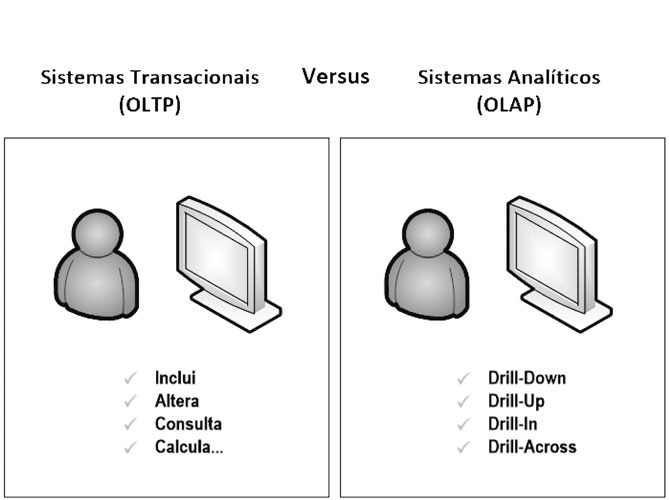 Sistemas Transacionais
(OLTP)
Versus
Sistemas Analíticos
(OLAP)
Inclui
Altera
Consulta
Calcula...
Drill-Down
Drill-Up
Drill-In
Drill-Across